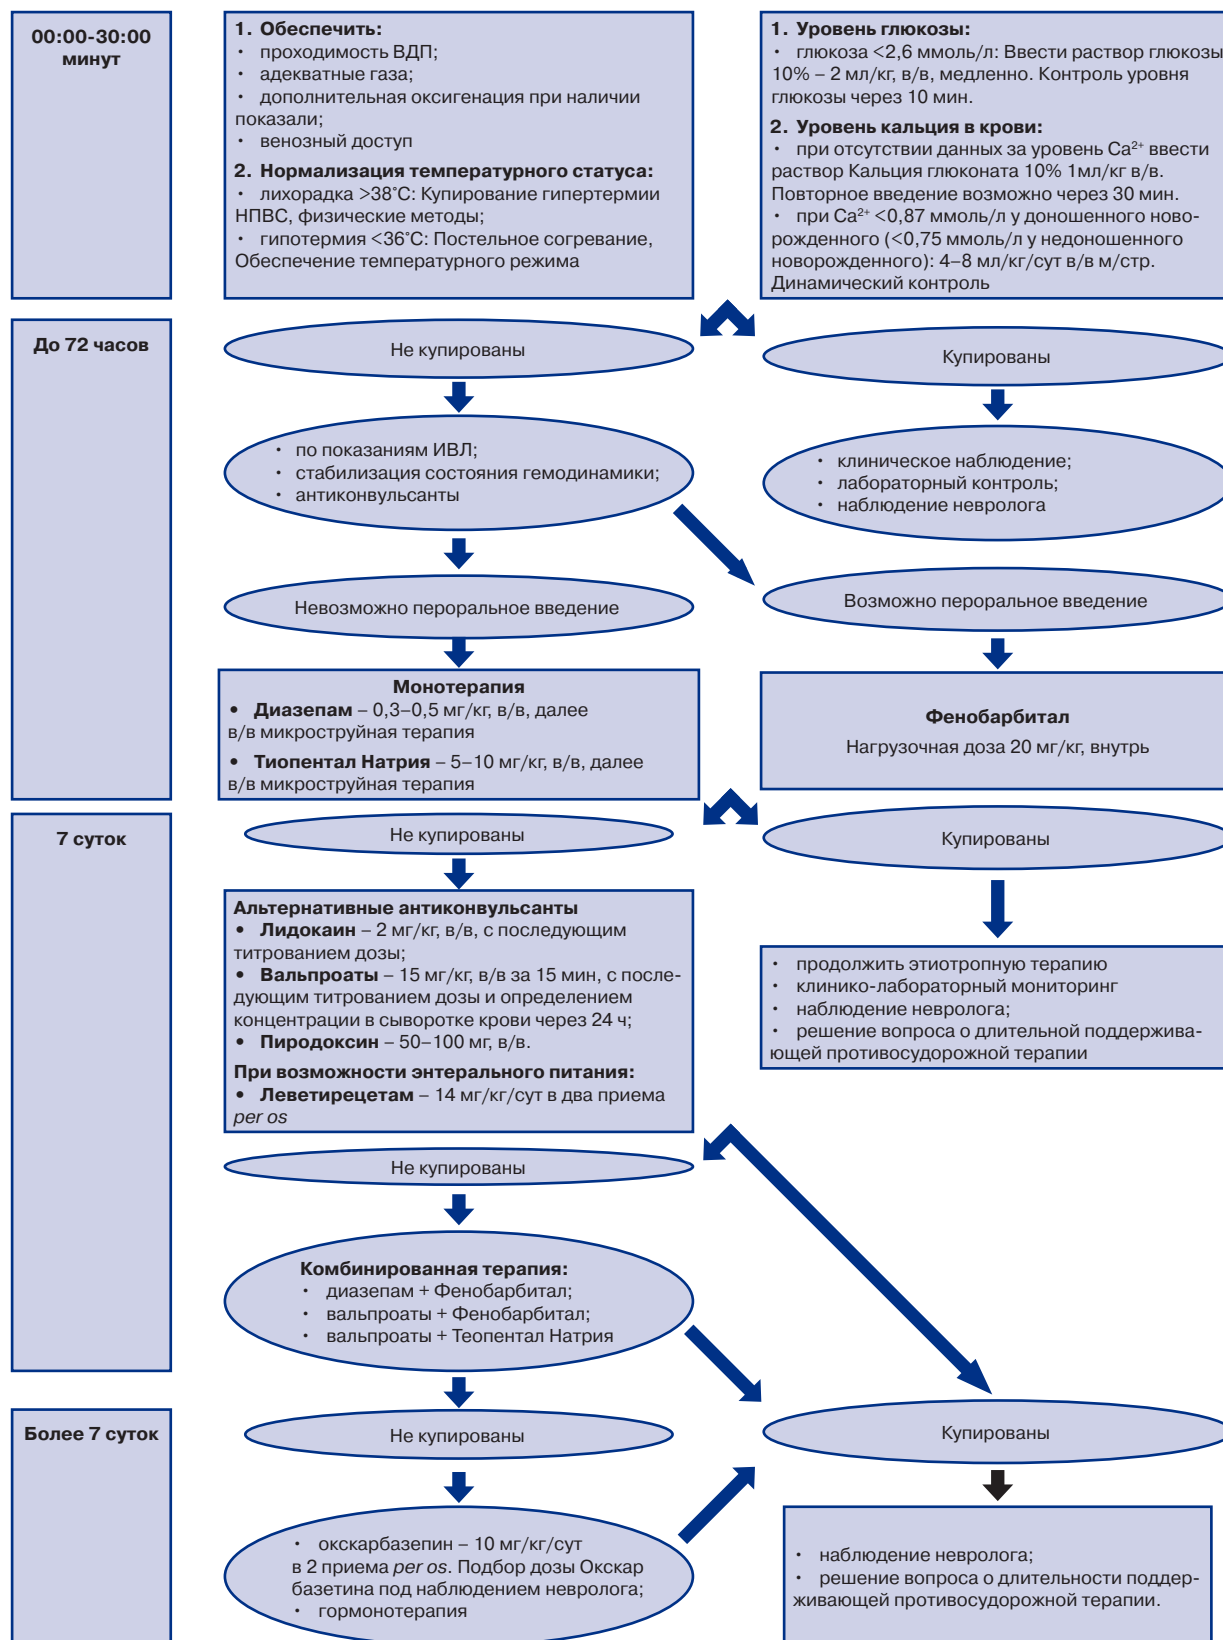 00:00-30:00
минут
1. Обеспечить:
· проходимость ВДП;
· адекватные газа;
· дополнительная оксигенация при наличии
показали;
· венозный доступ
2. Нормализация температурного статуса:
· лихорадка >38˚С: Купирование гипертермии
НПВС, физические методы;
· гипотермия <36˚С: Постельное согревание,
Обеспечение температурного режима
1. Уровень глюкозы:
· глюкоза <2,6 ммоль/л: Ввести раствор глюкозы
10% – 2 мл/кг, в/в, медленно. Контроль уровня
глюкозы через 10 мин.
2. Уровень кальция в крови:
· при отсутствии данных за уровень Ca²⁺ ввести
раствор Кальция глюконата 10% 1мл/кг в/в.
Повторное введение возможно через 30 мин.
· при Ca²⁺ <0,87 ммоль/л у доношенного ново-
рожденного (<0,75 ммоль/л у недоношенного
новорожденного): 4–8 мл/кг/сут в/в м/стр.
Динамический контроль
До 72 часов
Не купированы
Купированы
· по показаниям ИВЛ;
· стабилизация состояния гемодинамики;
· антиконвульсанты
· клиническое наблюдение;
· лабораторный контроль;
· наблюдение невролога
Невозможно пероральное введение
Возможно пероральное введение
Монотерапия
• Диазепам – 0,3–0,5 мг/кг, в/в, далее
в/в микроструйная терапия
• Тиопентал Натрия – 5–10 мг/кг, в/в, далее
в/в микроструйная терапия
Фенобарбитал
Нагрузочная доза 20 мг/кг, внутрь
7 суток
Не купированы
Купированы
Альтернативные антиконвульсанты
• Лидокаин – 2 мг/кг, в/в, с последующим
титрованием дозы;
• Вальпроаты – 15 мг/кг, в/в за 15 мин, с после-
дующим титрованием дозы и определением
концентрации в сыворотке крови через 24 ч;
• Пиродоксин – 50–100 мг, в/в.
При возможности энтерального питания:
• Леветирецетам – 14 мг/кг/сут в два приема
per os
· продолжить этиотропную терапию
· клинико-лабораторный мониторинг
· наблюдение невролога;
· решение вопроса о длительной поддержива-
ющей противосудорожной терапии
Не купированы
Комбинированная терапия:
· диазепам + Фенобарбитал;
· вальпроаты + Фенобарбитал;
· вальпроаты + Теопентал Натрия
Более 7 суток
Не купированы
Купированы
· окскарбазепин – 10 мг/кг/сут
в 2 приема per os. Подбор дозы Окскар
базетина под наблюдением невролога;
· гормонотерапия
· наблюдение невролога;
· решение вопроса о длительности поддер-
живающей противосудорожной терапии.